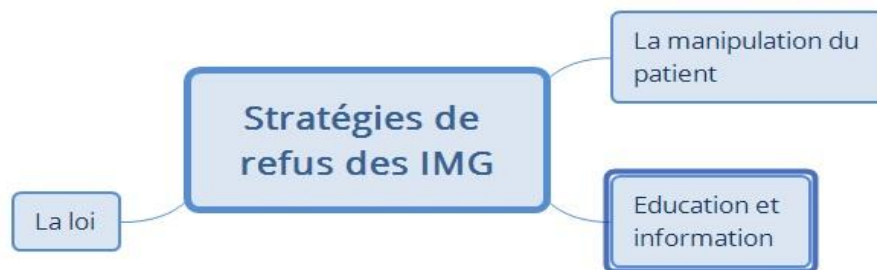 La manipulation du
patient
Stratégies de
refus des IMG
La loi
Education et
information